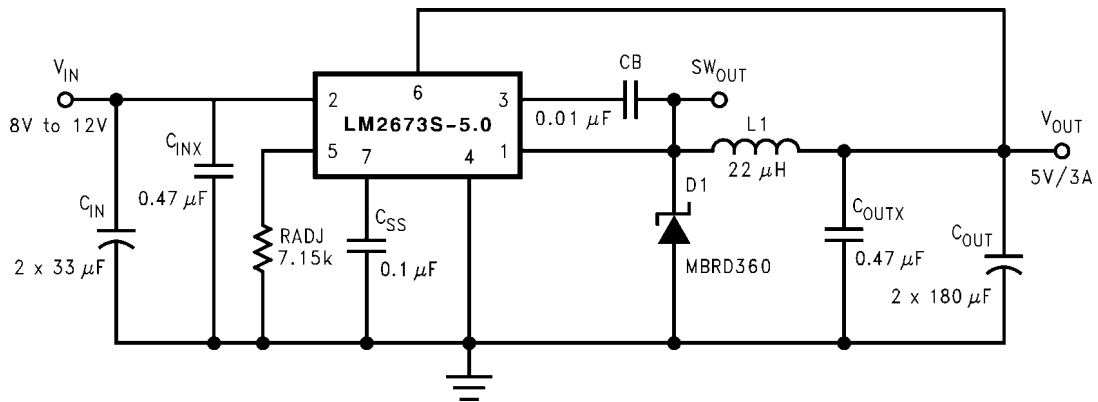 V_IN
8V to 12V
C_IN
2 x 33 µF
C_INX
0.47 µF
2
6
3
LM2673S-5.0
5
7
4
1
RADJ
7.15k
C_SS
0.1 µF
CB
0.01 µF
SW_OUT
L1
22 µH
D1
MBRD360
C_OUTX
0.47 µF
V_OUT
5V/3A
C_OUT
2 x 180 µF